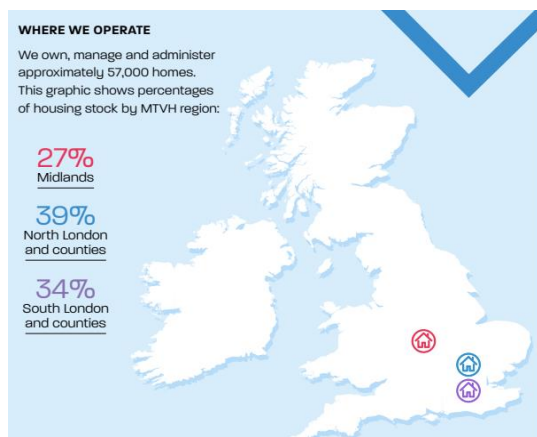 WHERE WE OPERATE
We own, manage and administer
approximately 57,000 homes.
This graphic shows percentages
of housing stock by MTVH region:
27%
Midlands
39%
North London
and counties
34%
South London
and counties